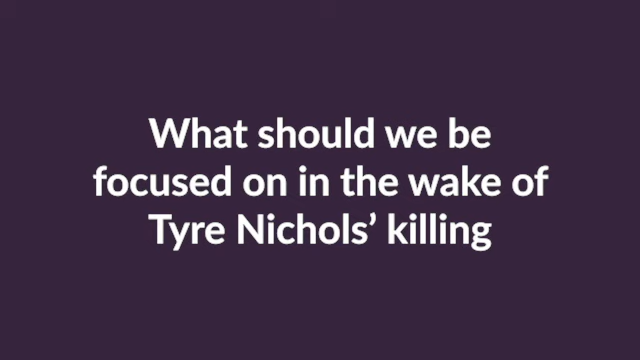 What should we be
focused on in the wake of
Tyre Nichols’ killing